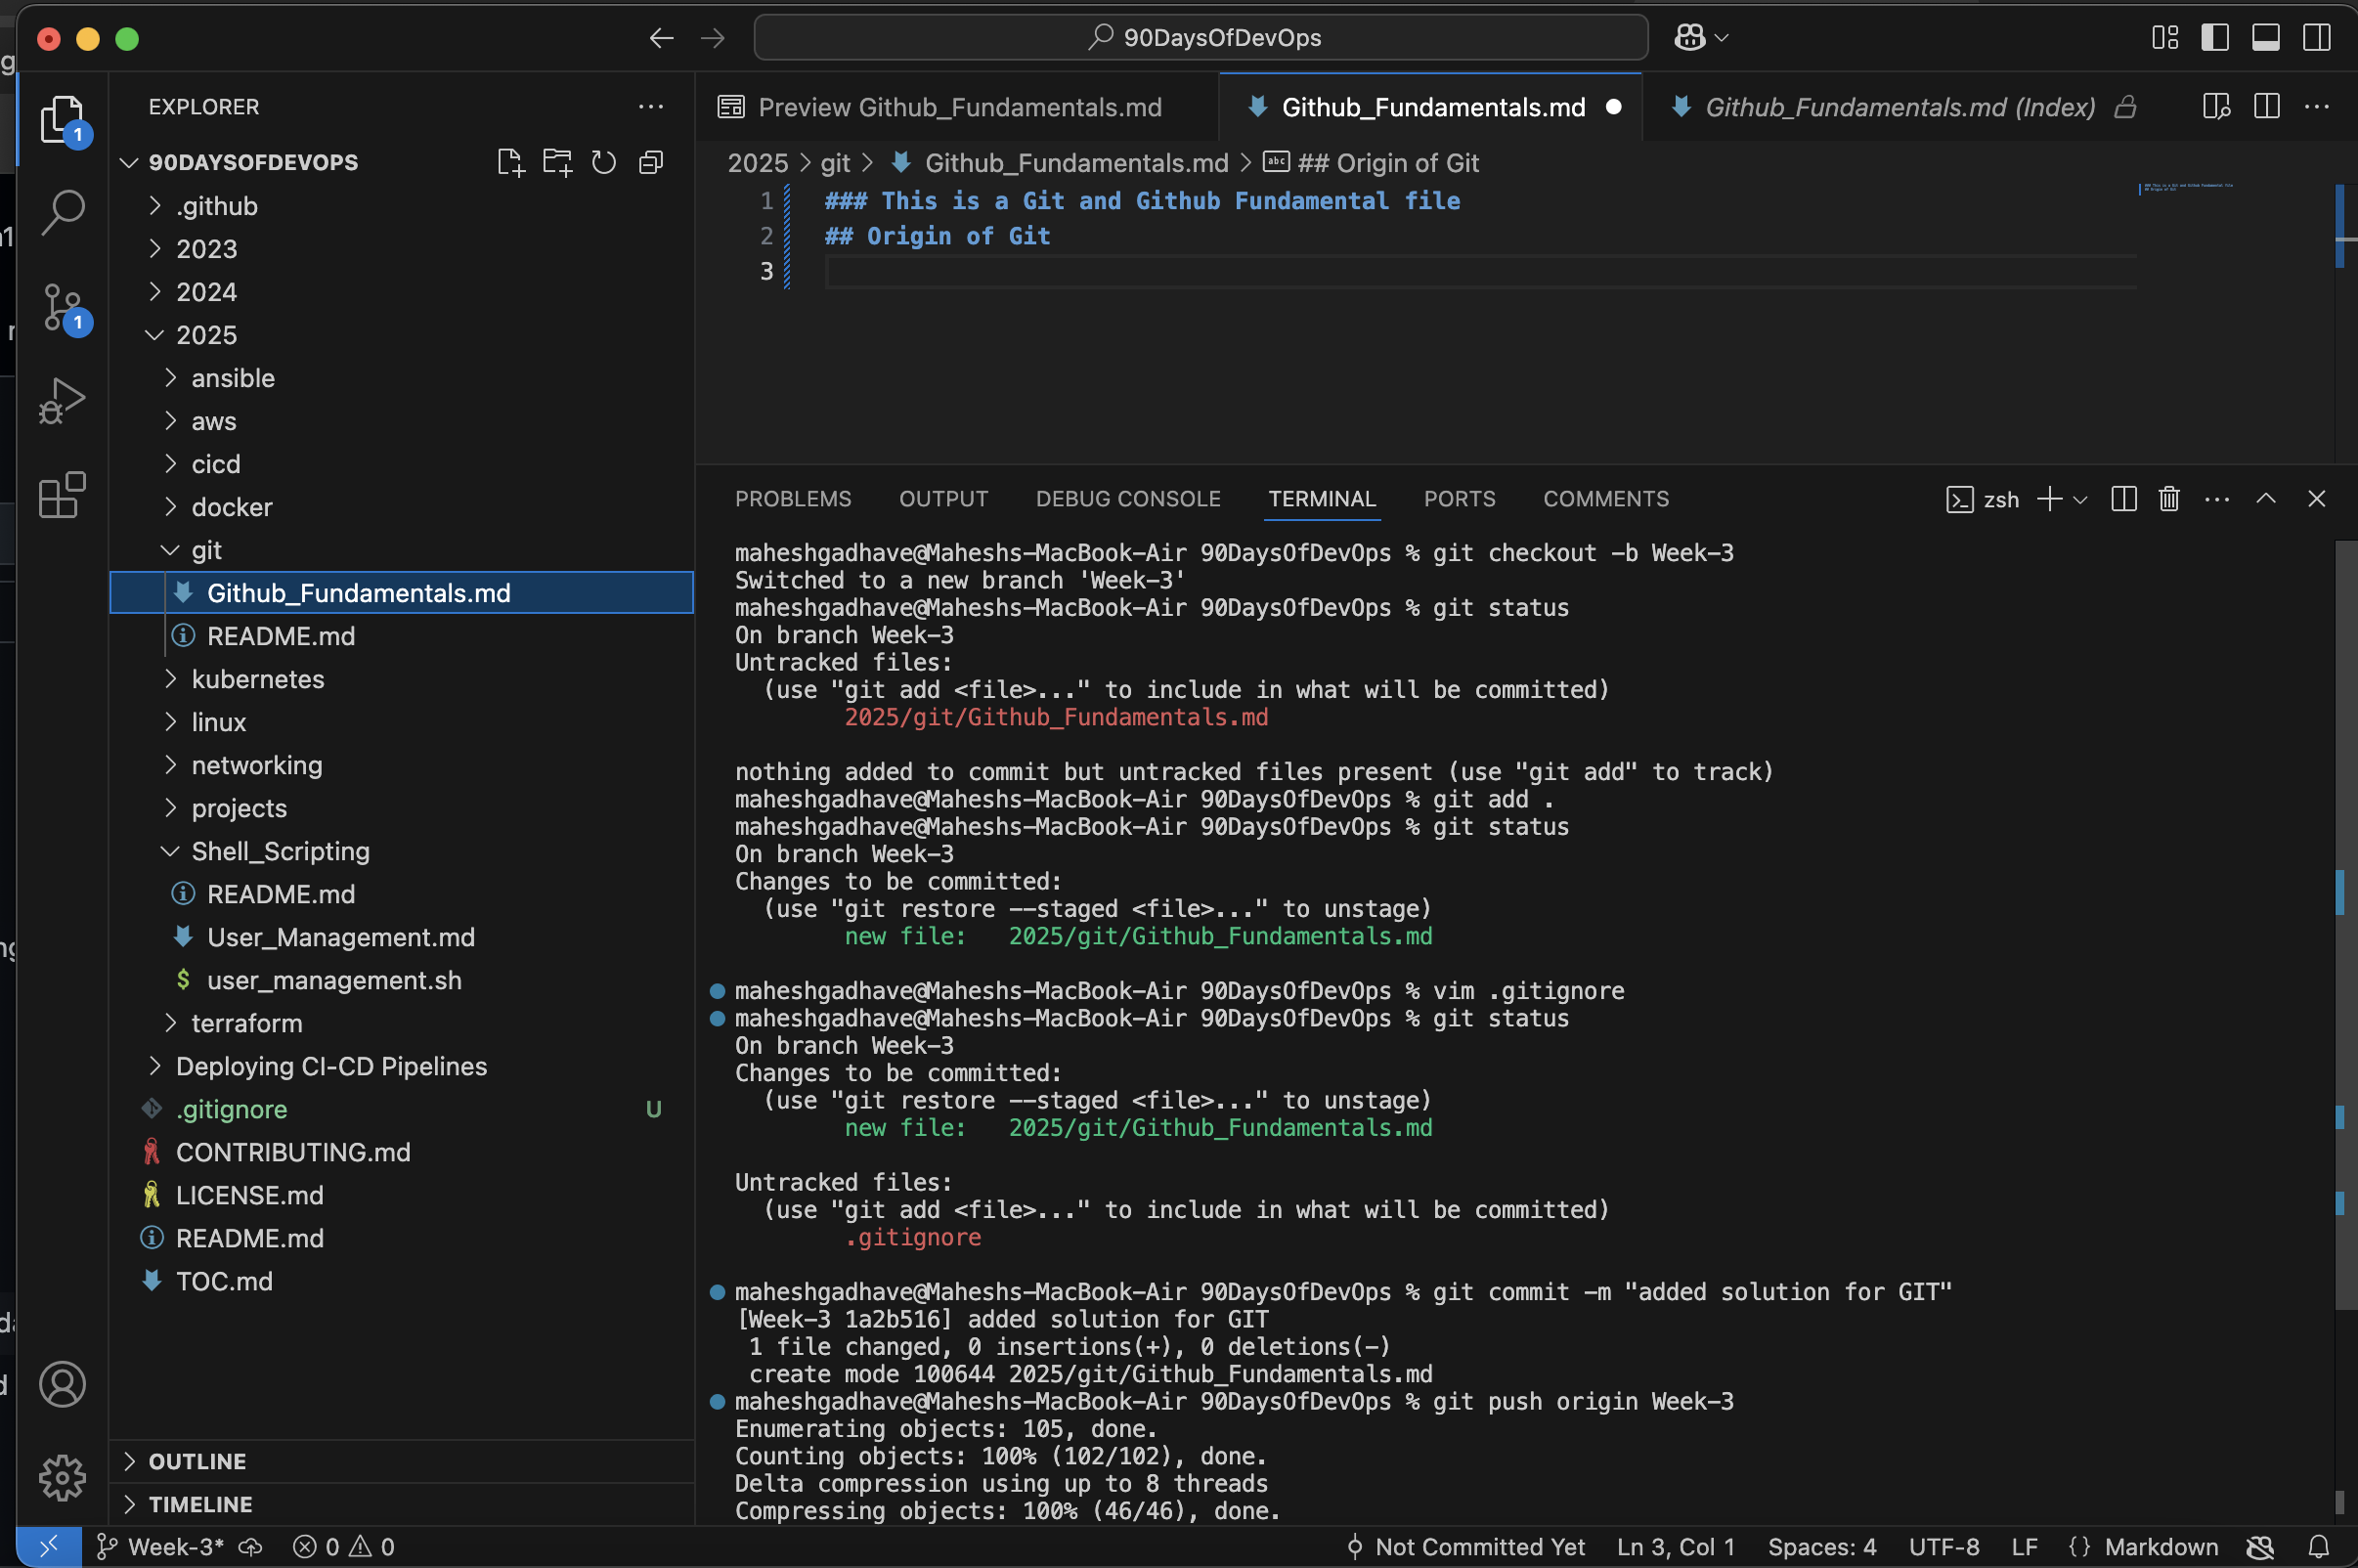 90DaysOfDevOps
EXPLORER
90DAYSOFDEVOPS
.github
2023
2024
2025
ansible
aws
cicd
docker
git
Github_Fundamentals.md
README.md
kubernetes
linux
networking
projects
Shell_Scripting
README.md
User_Management.md
user_management.sh
terraform
Deploying CI-CD Pipelines
.gitignore U
CONTRIBUTING.md
LICENSE.md
README.md
TOC.md
OUTLINE
TIMELINE
1
1
Preview Github_Fundamentals.md
Github_Fundamentals.md
Github_Fundamentals.md (Index)
2025 > git > Github_Fundamentals.md > ## Origin of Git
1 ### This is a Git and Github Fundamental file
2 ## Origin of Git
3
PROBLEMS OUTPUT DEBUG CONSOLE TERMINAL PORTS COMMENTS zsh
maheshgadhave@Maheshs-MacBook-Air 90DaysOfDevOps % git checkout -b Week-3
Switched to a new branch 'Week-3'
maheshgadhave@Maheshs-MacBook-Air 90DaysOfDevOps % git status
On branch Week-3
Untracked files:
(use "git add <file>..." to include in what will be committed)
2025/git/Github_Fundamentals.md
nothing added to commit but untracked files present (use "git add" to track)
maheshgadhave@Maheshs-MacBook-Air 90DaysOfDevOps % git add .
maheshgadhave@Maheshs-MacBook-Air 90DaysOfDevOps % git status
On branch Week-3
Changes to be committed:
(use "git restore --staged <file>..." to unstage)
new file: 2025/git/Github_Fundamentals.md
maheshgadhave@Maheshs-MacBook-Air 90DaysOfDevOps % vim .gitignore
maheshgadhave@Maheshs-MacBook-Air 90DaysOfDevOps % git status
On branch Week-3
Changes to be committed:
(use "git restore --staged <file>..." to unstage)
new file: 2025/git/Github_Fundamentals.md
Untracked files:
(use "git add <file>..." to include in what will be committed)
.gitignore
maheshgadhave@Maheshs-MacBook-Air 90DaysOfDevOps % git commit -m "added solution for GIT"
[Week-3 1a2b516] added solution for GIT
1 file changed, 0 insertions(+), 0 deletions(-)
create mode 100644 2025/git/Github_Fundamentals.md
maheshgadhave@Maheshs-MacBook-Air 90DaysOfDevOps % git push origin Week-3
Enumerating objects: 105, done.
Counting objects: 100% (102/102), done.
Delta compression using up to 8 threads
Compressing objects: 100% (46/46), done.
Week-3* 0 0 Not Committed Yet Ln 3, Col 1 Spaces: 4 UTF-8 LF {} Markdown